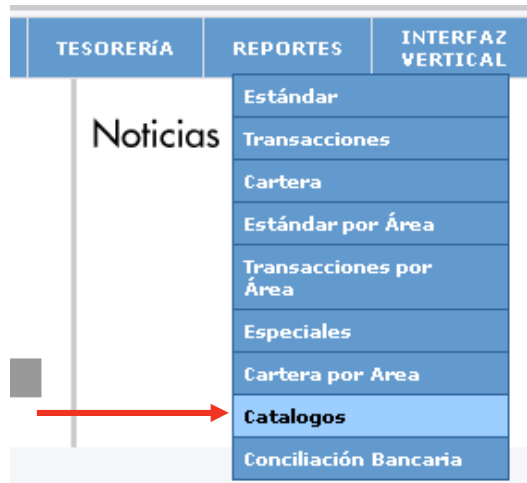 TESORERíA
REPORTES
INTERFAZ
VERTICAL
Noticias
Estándar
Transacciones
Cartera
Estándar por Área
Transacciones por
Área
Especiales
Cartera por Area
Catalogos
Conciliación Bancaria